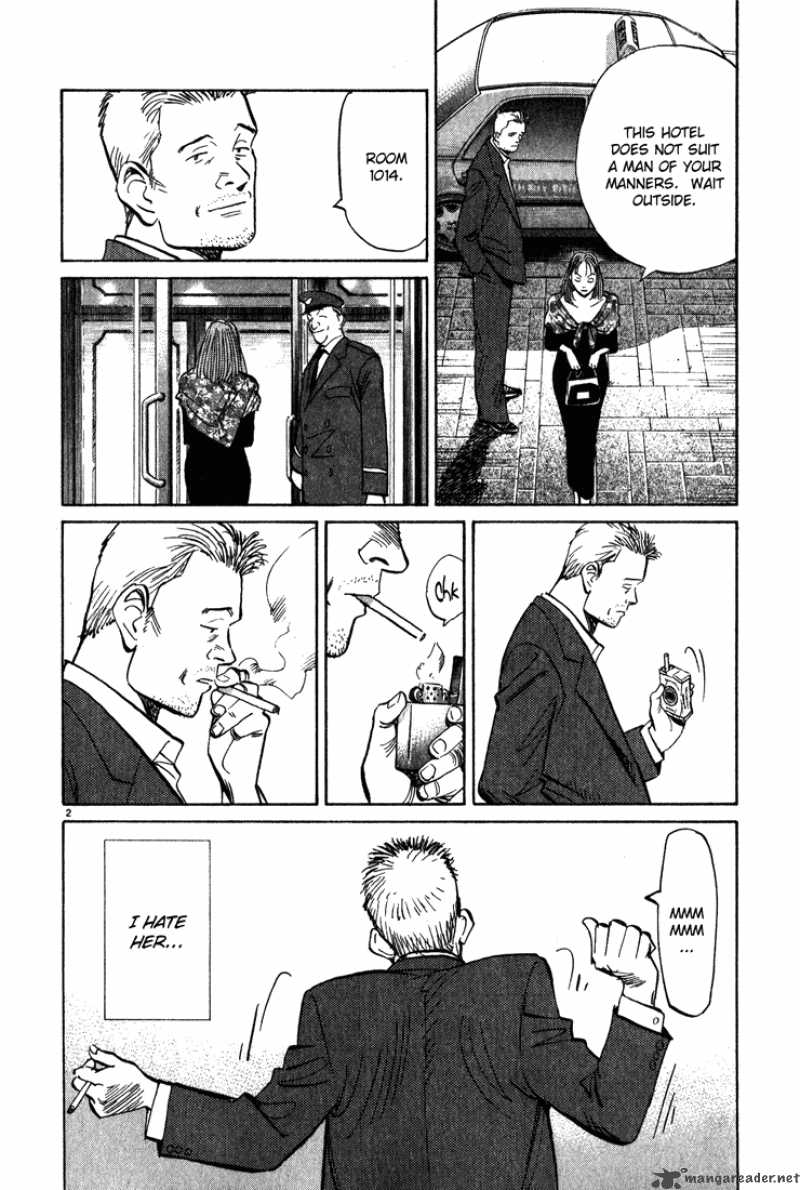 THIS HOTEL
DOES NOT SUIT
A MAN OF YOUR
MANNERS. WAIT
OUTSIDE.
ROOM
1014.
chk
2
MMM
MMM
...
I HATE
HER...
mangareader.net